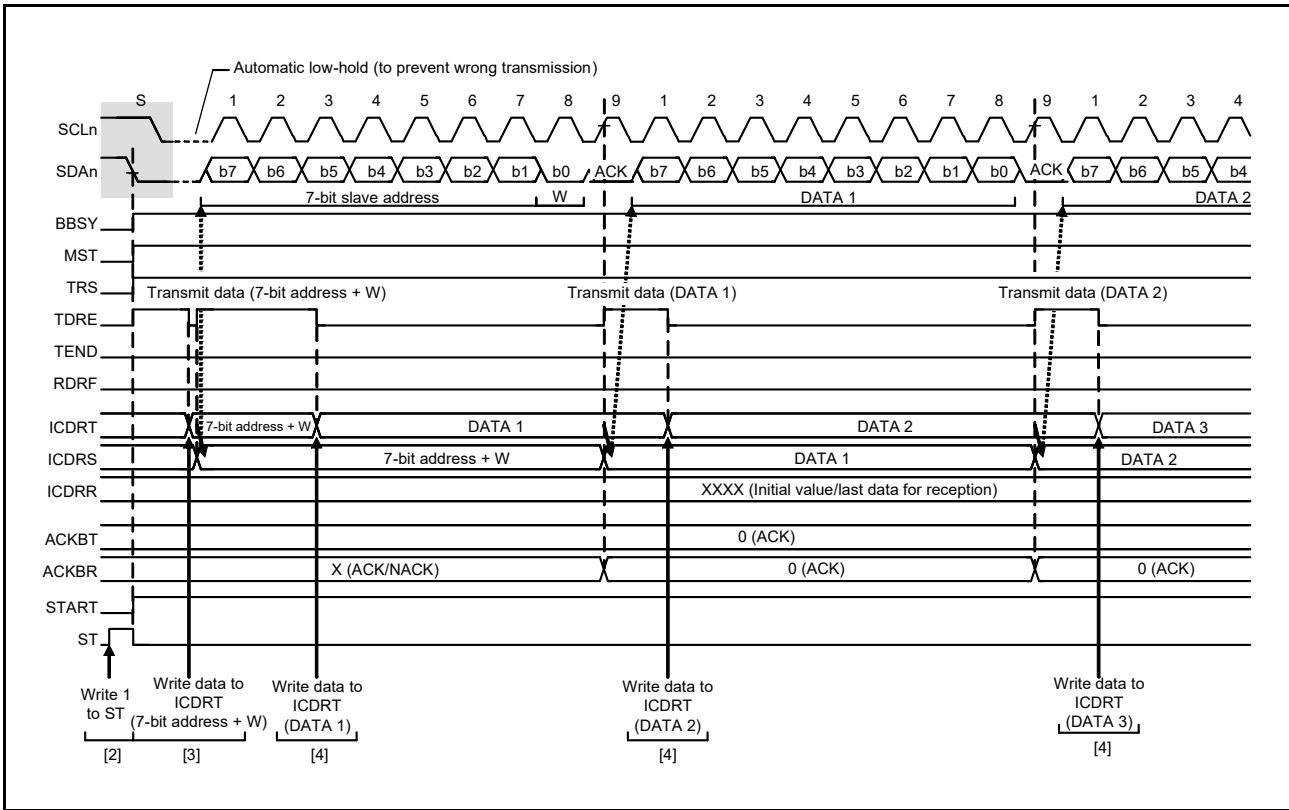 Automatic low-hold (to prevent wrong transmission)
S 1 2 3 4 5 6 7 8 9 1 2 3 4 5 6 7 8 9 1 2 3 4
SCLn
SDAn b7 b6 b5 b4 b3 b2 b1 b0 ACK b7 b6 b5 b4 b3 b2 b1 b0 ACK b7 b6 b5 b4
7-bit slave address W DATA 1 DATA 2
BBSY
MST
TRS
Transmit data (7-bit address + W) Transmit data (DATA 1) Transmit data (DATA 2)
TDRE
TEND
RDRF
ICDRT 7-bit address + W DATA 1 DATA 2 DATA 3
ICDRS 7-bit address + W DATA 1 DATA 2
ICDRR XXXX (Initial value/last data for reception)
ACKBT 0 (ACK)
ACKBR X (ACK/NACK) 0 (ACK) 0 (ACK)
START
ST
Write 1
to ST
[2]
Write data to
ICDRT
(7-bit address + W)
[3]
Write data to
ICDRT
(DATA 1)
[4]
Write data to
ICDRT
(DATA 2)
[4]
Write data to
ICDRT
(DATA 3)
[4]